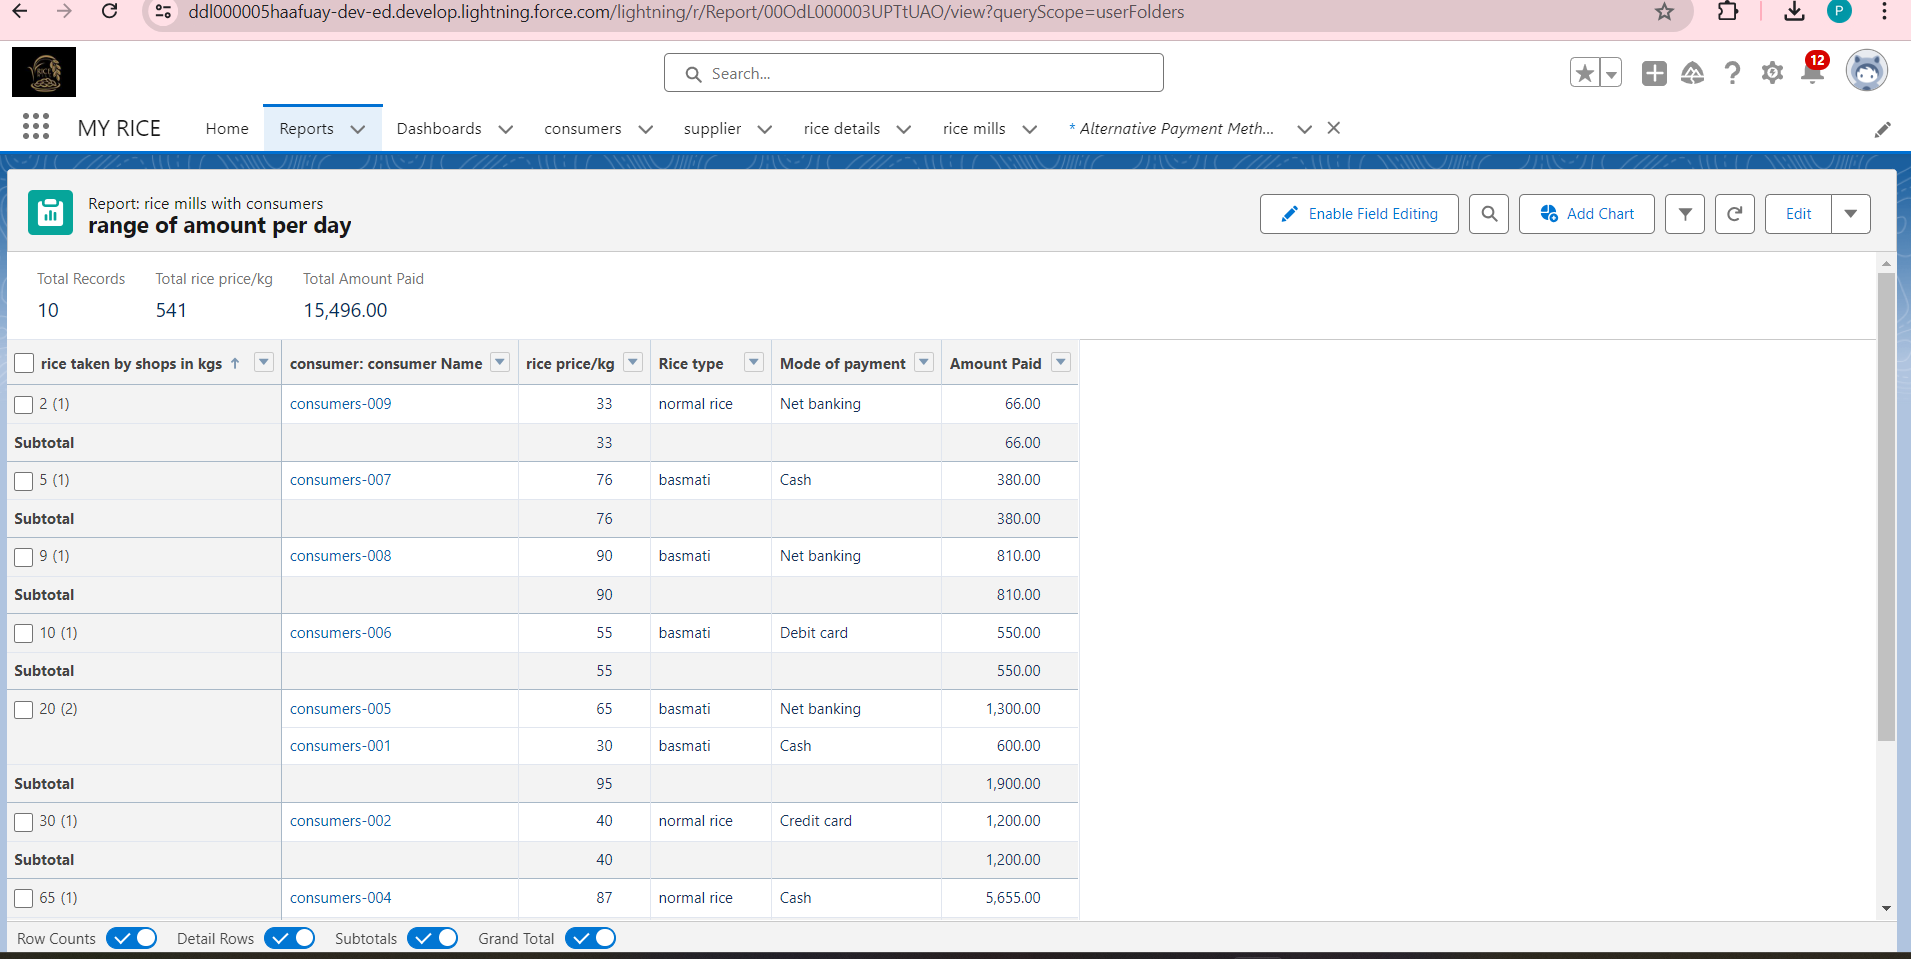 ddl000005haafuay-dev-ed.develop.lightning.force.com/lightning/r/Report/00OdL000003UPTtUAO/view?queryScope=userFolders
P
RICE
Search...
12
MY RICE Home Reports Dashboards consumers supplier rice details rice mills * Alternative Payment Meth...
Report: rice mills with consumers
range of amount per day
Enable Field Editing Add Chart Edit
Total Records Total rice price/kg Total Amount Paid
10 541 15,496.00
rice taken by shops in kgs ↑ consumer: consumer Name rice price/kg Rice type Mode of payment Amount Paid
2 (1) consumers-009 33 normal rice Net banking 66.00
Subtotal 33 66.00
5 (1) consumers-007 76 basmati Cash 380.00
Subtotal 76 380.00
9 (1) consumers-008 90 basmati Net banking 810.00
Subtotal 90 810.00
10 (1) consumers-006 55 basmati Debit card 550.00
Subtotal 55 550.00
20 (2) consumers-005 65 basmati Net banking 1,300.00
consumers-001 30 basmati Cash 600.00
Subtotal 95 1,900.00
30 (1) consumers-002 40 normal rice Credit card 1,200.00
Subtotal 40 1,200.00
65 (1) consumers-004 87 normal rice Cash 5,655.00
Row Counts Detail Rows Subtotals Grand Total